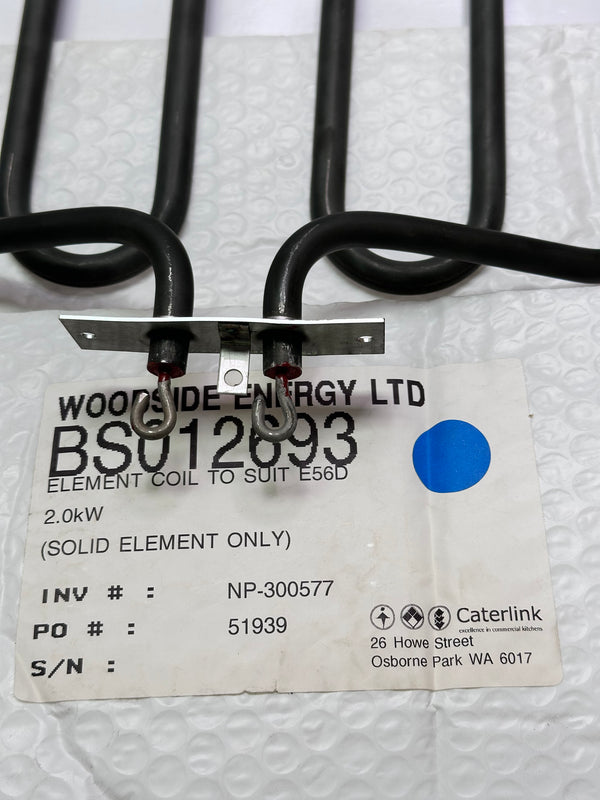 WOODSIDE ENERGY LTD
BS012693
ELEMENT COIL TO SUIT E56D
2.0kW
(SOLID ELEMENT ONLY)
INV # : NP-300577
PO # : 51939
S/N :
Caterlink
excellence in commercial kitchens
26 Howe Street
Osborne Park WA 6017